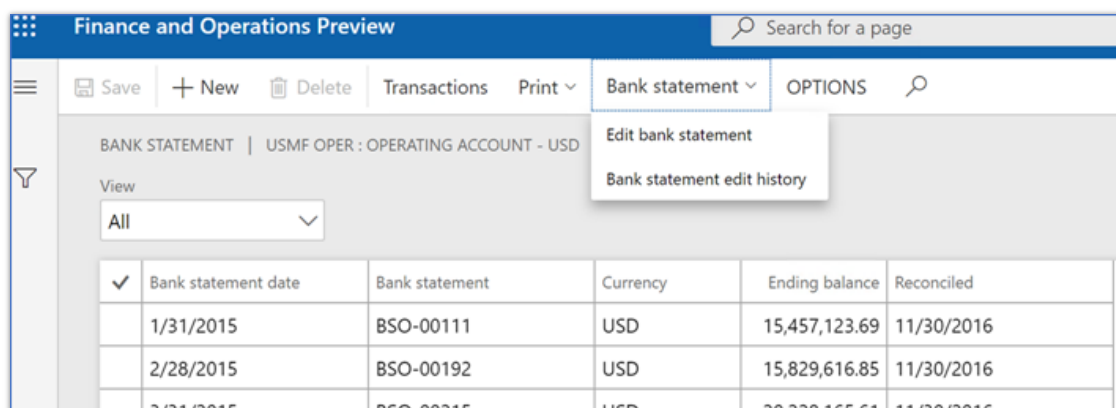 Finance and Operations Preview
Search for a page
Save
New
Delete
Transactions
Print
Bank statement
OPTIONS
Edit bank statement
Bank statement edit history
BANK STATEMENT | USMF OPER : OPERATING ACCOUNT - USD
View
All
Bank statement date Bank statement Currency Ending balance Reconciled
1/31/2015 BSO-00111 USD 15,457,123.69 11/30/2016
2/28/2015 BSO-00192 USD 15,829,616.85 11/30/2016